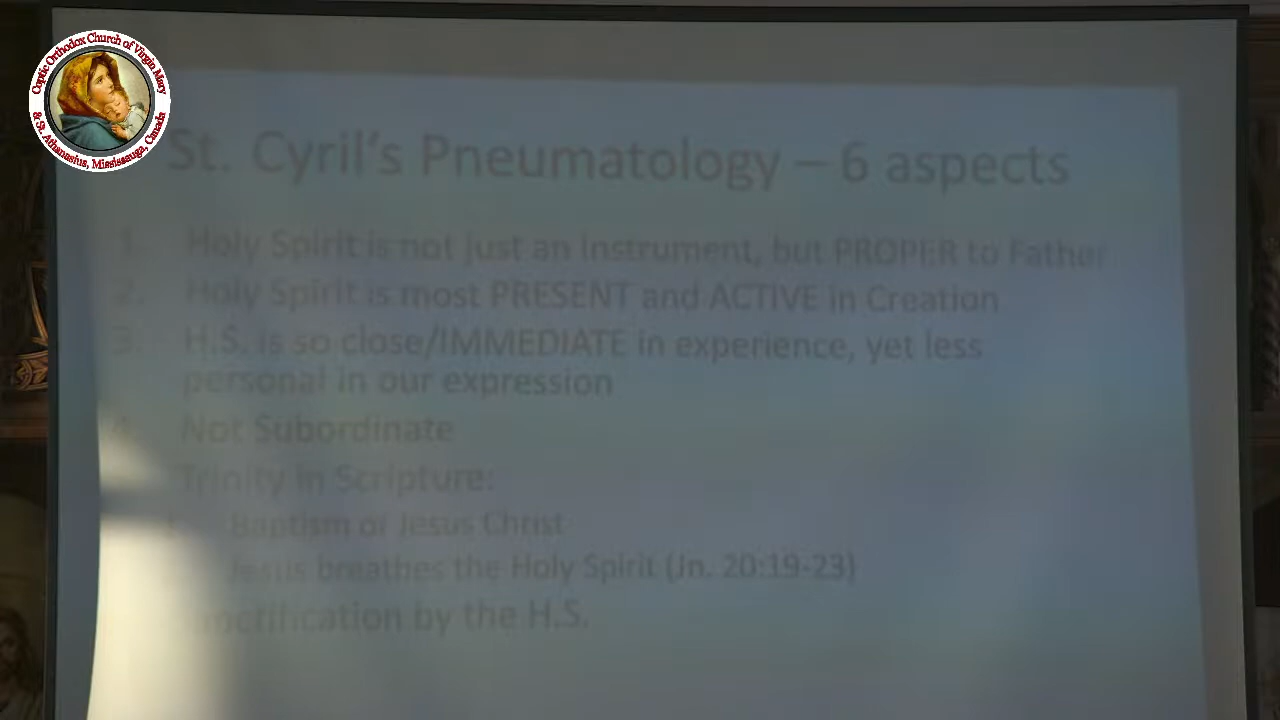 Coptic Orthodox Church of Virgin Mary
& St. Athanasius, Mississauga, Canada
St. Cyril's Pneumatology – 6 aspects
1. Holy Spirit is not just an instrument, but PROPER to Father
2. Holy Spirit is most PRESENT and ACTIVE in Creation
3. H.S. is so close/IMMEDIATE in experience, yet less
personal in our expression
4. Not Subordinate
Trinity in Scripture:
Baptism of Jesus Christ
Jesus breathes the Holy Spirit (Jn. 20:19-23)
by the H.S.